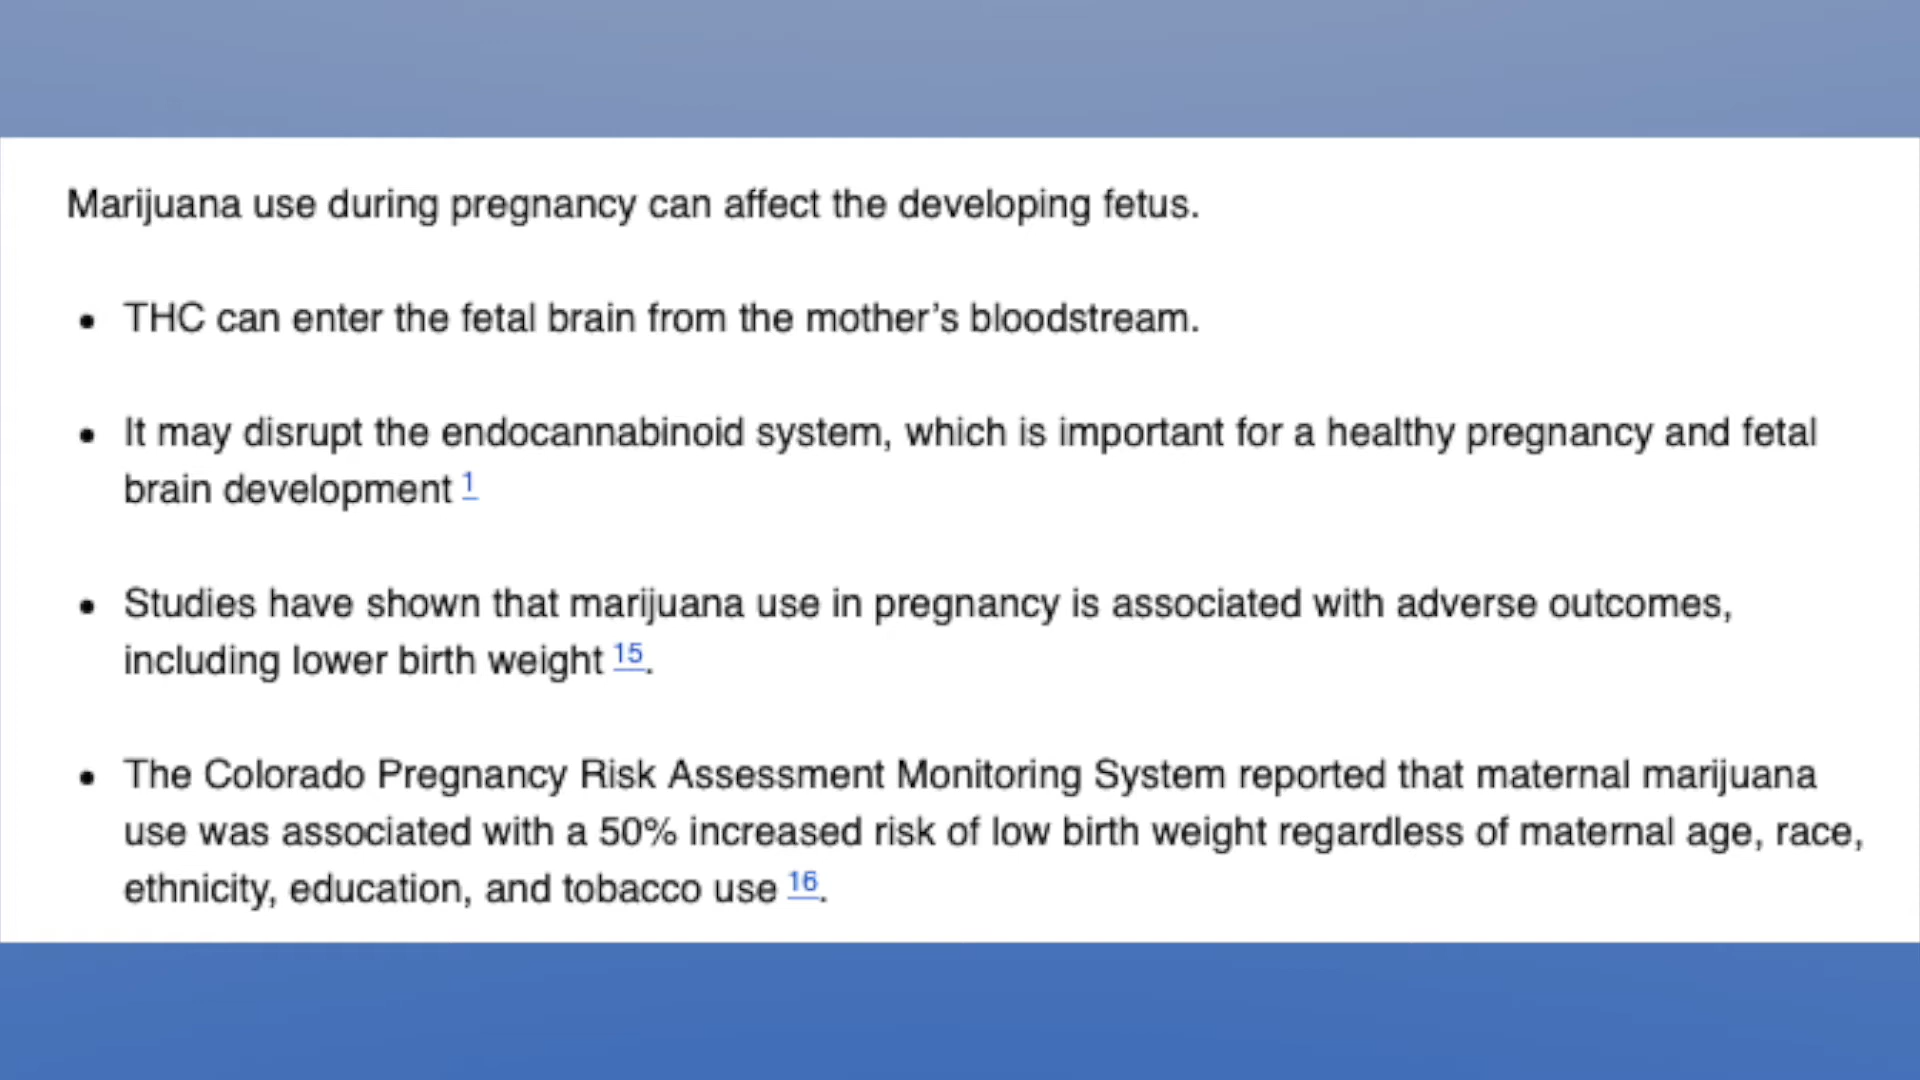 Marijuana use during pregnancy can affect the developing fetus.
• THC can enter the fetal brain from the mother’s bloodstream.
• It may disrupt the endocannabinoid system, which is important for a healthy pregnancy and fetal
brain development 1
• Studies have shown that marijuana use in pregnancy is associated with adverse outcomes,
including lower birth weight 15.
• The Colorado Pregnancy Risk Assessment Monitoring System reported that maternal marijuana
use was associated with a 50% increased risk of low birth weight regardless of maternal age, race,
ethnicity, education, and tobacco use 16.